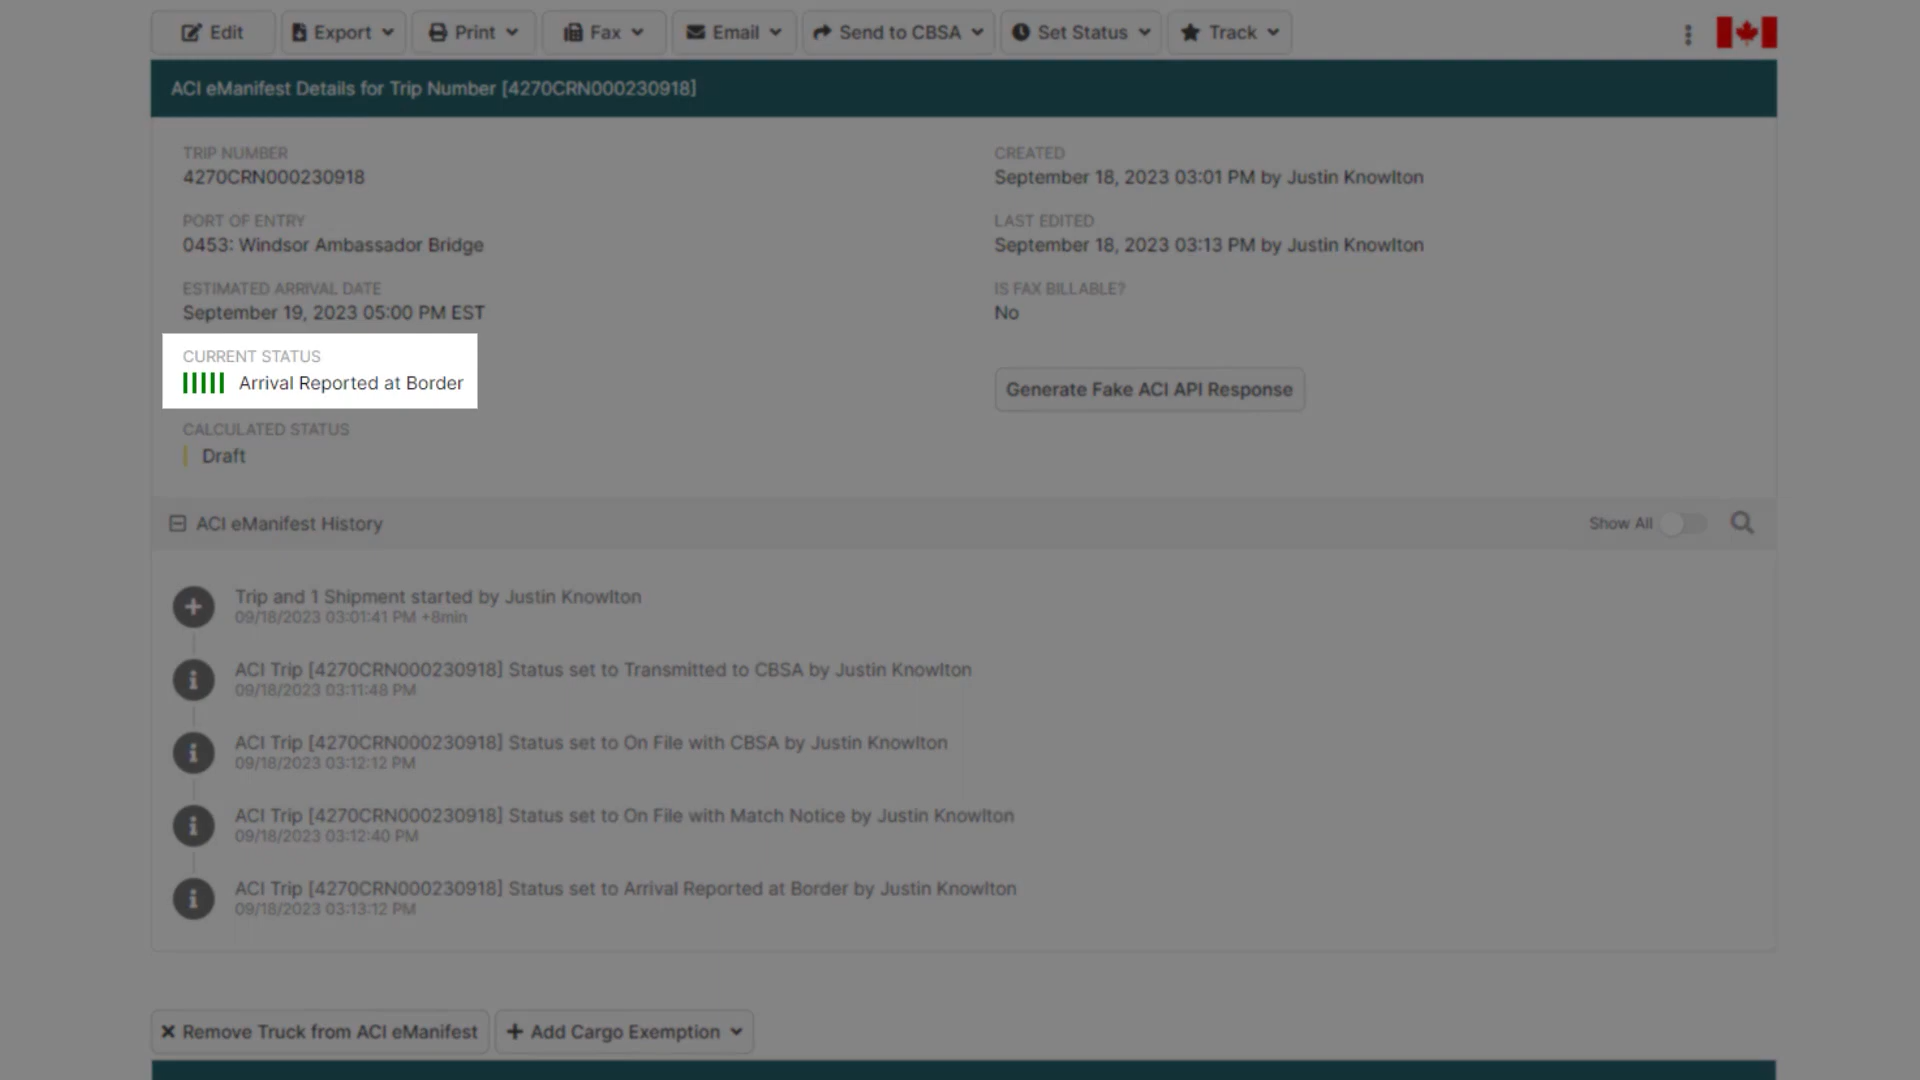 Edit Export Print Fax Email Send to CBSA Set Status Track
ACI eManifest Details for Trip Number [4270CRN000230918]
TRIP NUMBER
4270CRN000230918
CREATED
September 18, 2023 03:01 PM by Justin Knowlton
PORT OF ENTRY
0453: Windsor Ambassador Bridge
LAST EDITED
September 18, 2023 03:13 PM by Justin Knowlton
ESTIMATED ARRIVAL DATE
September 19, 2023 05:00 PM EST
IS FAX BILLABLE?
No
CURRENT STATUS
Arrival Reported at Border
Generate Fake ACI API Response
CALCULATED STATUS
Draft
ACI eManifest History
Show All
Trip and 1 Shipment started by Justin Knowlton
09/18/2023 03:01:41 PM +8min
ACI Trip [4270CRN000230918] Status set to Transmitted to CBSA by Justin Knowlton
09/18/2023 03:11:48 PM
ACI Trip [4270CRN000230918] Status set to On File with CBSA by Justin Knowlton
09/18/2023 03:12:12 PM
ACI Trip [4270CRN000230918] Status set to On File with Match Notice by Justin Knowlton
09/18/2023 03:12:40 PM
ACI Trip [4270CRN000230918] Status set to Arrival Reported at Border by Justin Knowlton
09/18/2023 03:13:12 PM
Remove Truck from ACI eManifest
Add Cargo Exemption